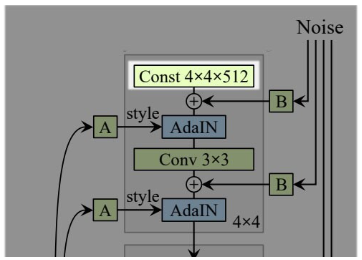 Noise
Const 4×4×512
B
style
A
AdaIN
Conv 3×3
B
style
A
AdaIN
4×4